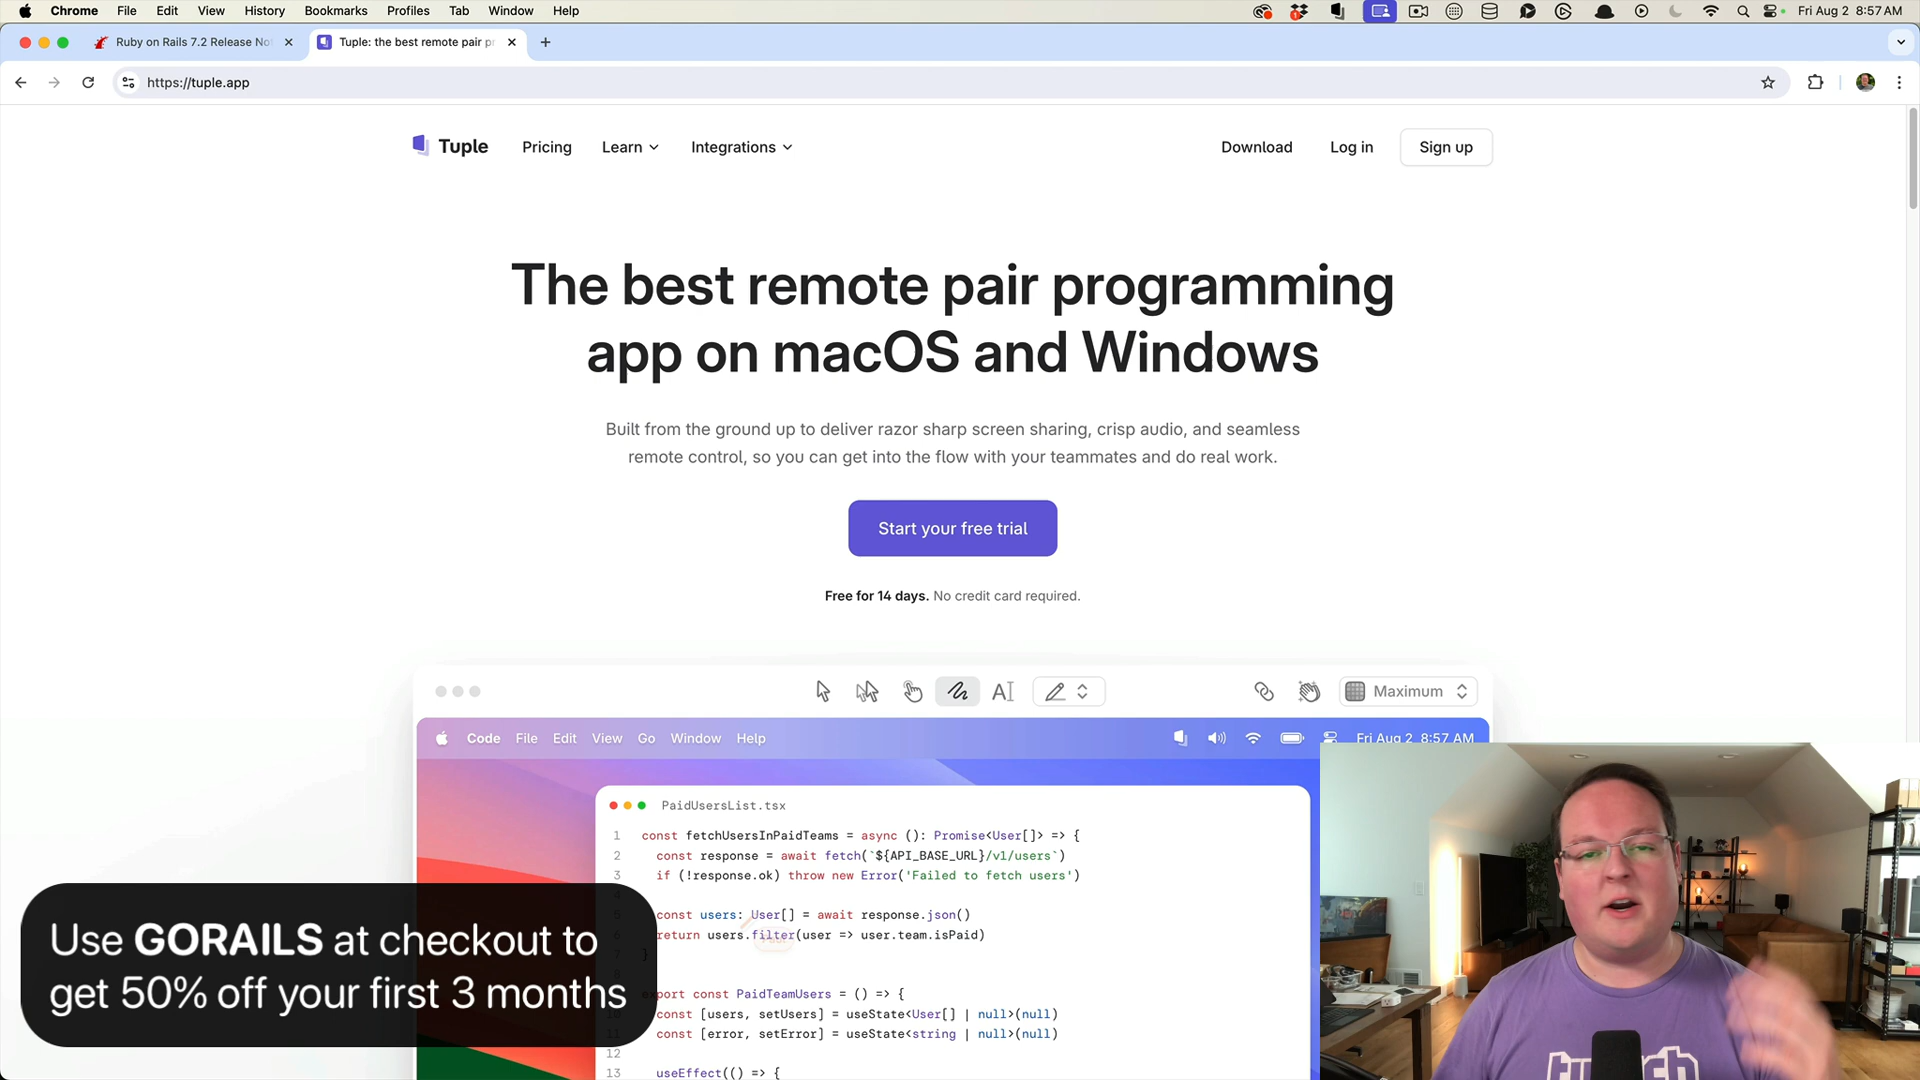 Chrome File Edit View History Bookmarks Profiles Tab Window Help
Fri Aug 2 8:57 AM
Ruby on Rails 7.2 Release No
Tuple: the best remote pair pr
https://tuple.app
Tuple
Pricing Learn Integrations
Download Log in Sign up
The best remote pair programming
app on macOS and Windows
Built from the ground up to deliver razor sharp screen sharing, crisp audio, and seamless
remote control, so you can get into the flow with your teammates and do real work.
Start your free trial
Free for 14 days. No credit card required.
Maximum
Code File Edit View Go Window Help
Fri Aug 2 8:57 AM
PaidUsersList.tsx
1 const fetchUsersInPaidTeams = async (): Promise<User[]> => {
2 const response = await fetch(`${API_BASE_URL}/v1/users`)
3 if (!response.ok) throw new Error('Failed to fetch users')
const users: User[] = await response.json()
return users.filter(user => user.team.isPaid)
}
export const PaidTeamUsers = () => {
const [users, setUsers] = useState<User[] | null>(null)
const [error, setError] = useState<string | null>(null)
12
13 useEffect(() => {
Use GORAILS at checkout to
get 50% off your first 3 months